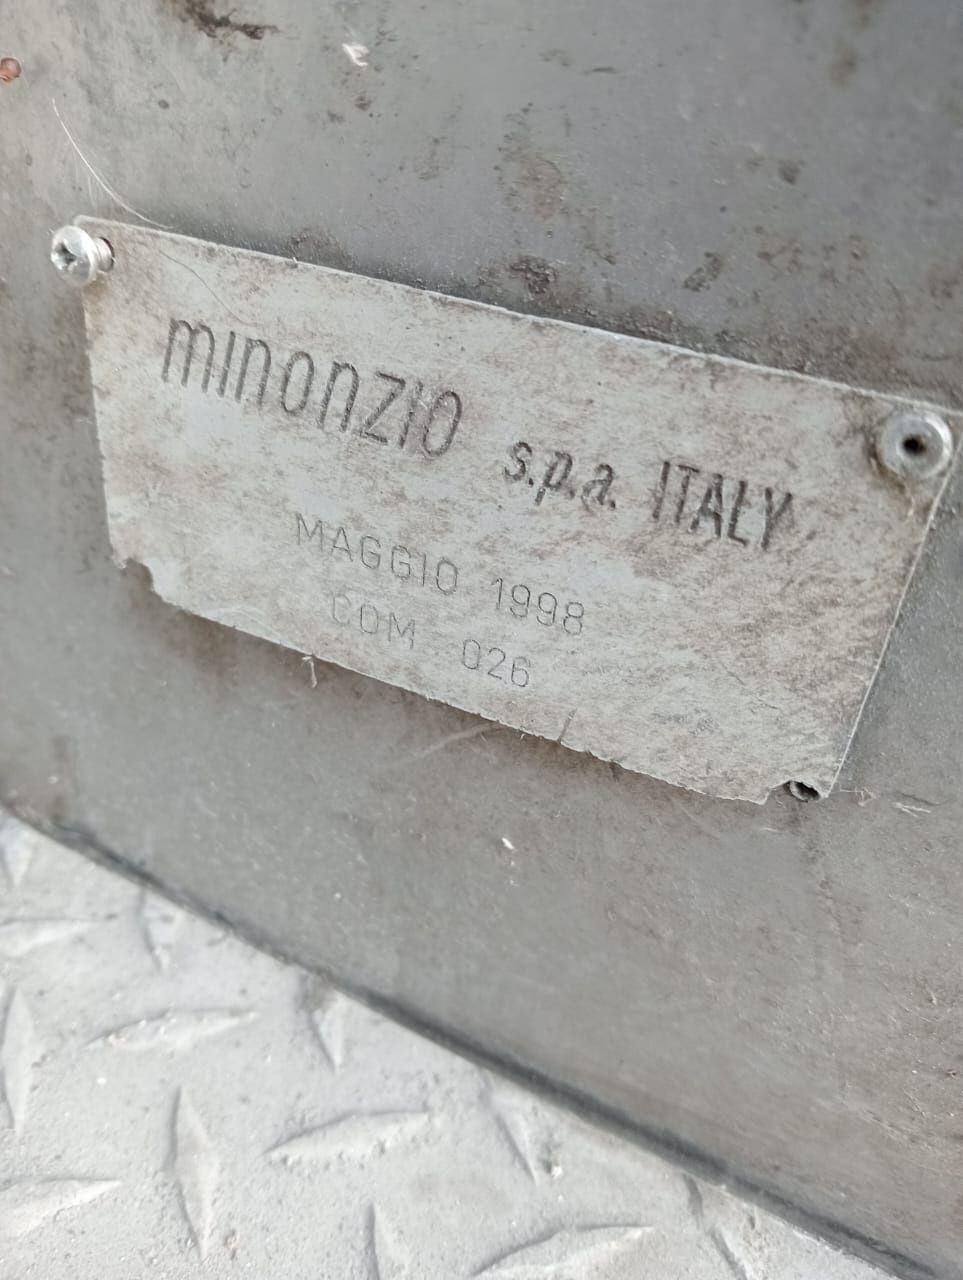 minonzio s.p.a. ITALY
MAGGIO 1998
COM 026